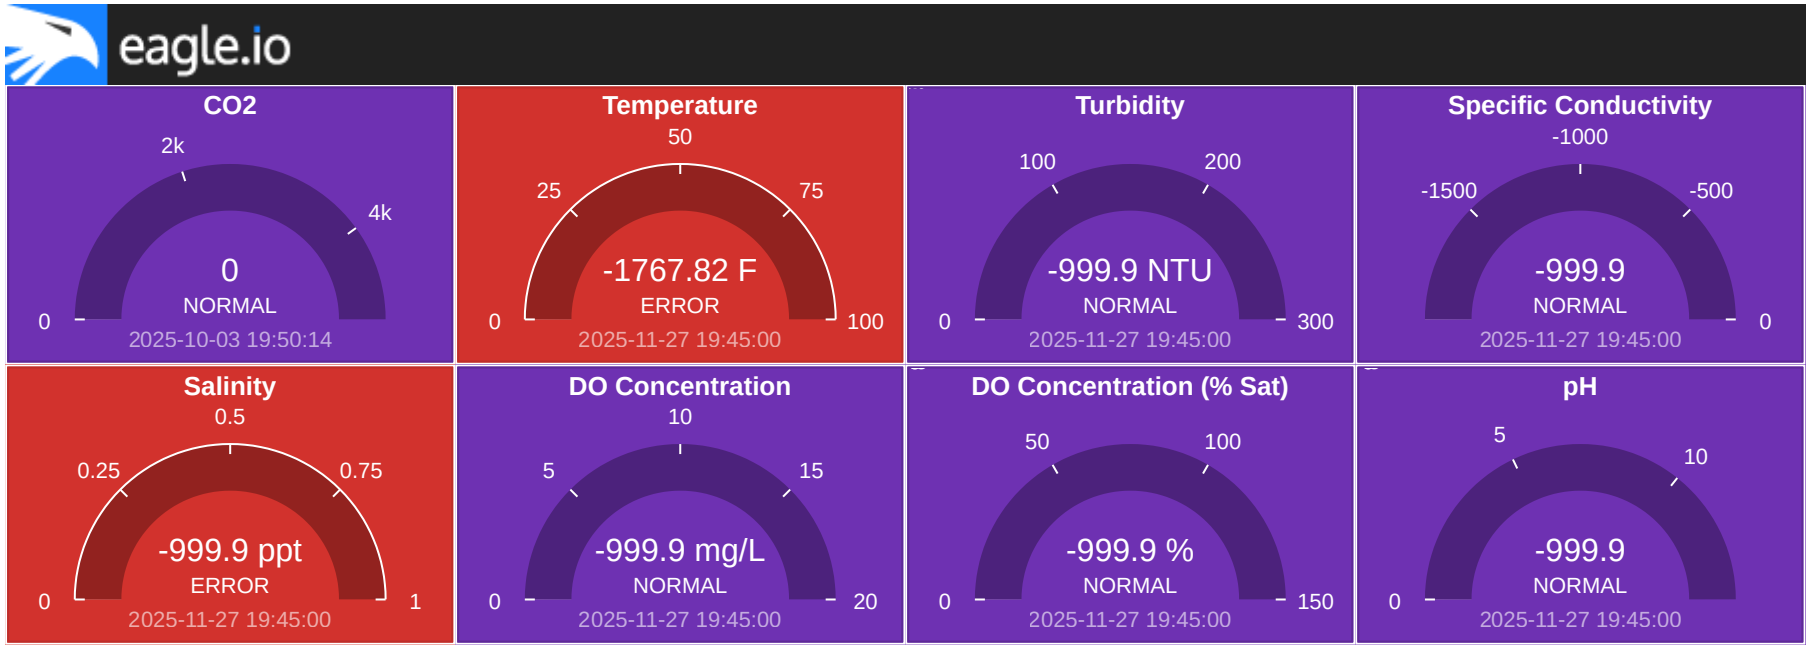 eagle.io
CO2
2k
4k
0
NORMAL
0
2025-10-03 19:50:14
Temperature
50
25
75
-1767.82 F
ERROR
0
100
2025-11-27 19:45:00
Turbidity
100
200
-999.9 NTU
NORMAL
0
300
2025-11-27 19:45:00
Specific Conductivity
-1000
-1500
-500
-999.9
NORMAL
0
2025-11-27 19:45:00
Salinity
0.5
0.25
0.75
-999.9 ppt
ERROR
0
1
2025-11-27 19:45:00
DO Concentration
10
5
15
-999.9 mg/L
NORMAL
0
20
2025-11-27 19:45:00
DO Concentration (% Sat)
50
100
-999.9 %
NORMAL
0
150
2025-11-27 19:45:00
pH
5
10
-999.9
NORMAL
0
2025-11-27 19:45:00